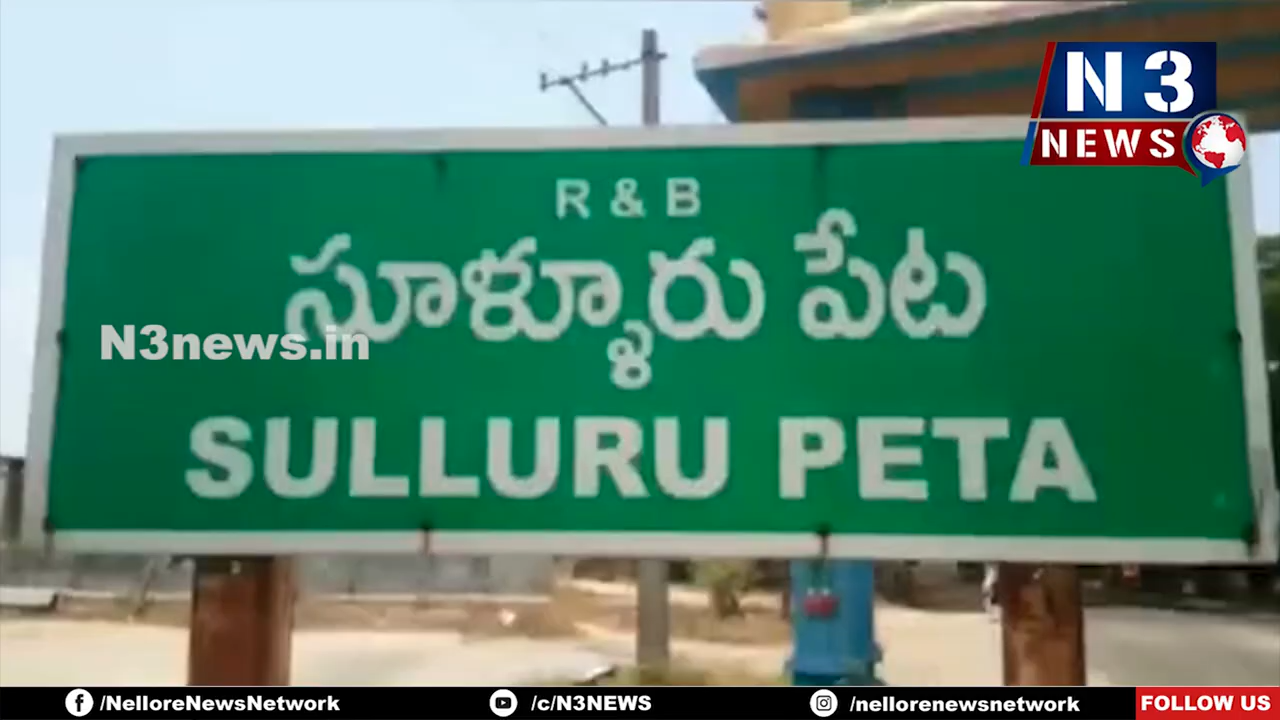 N 3
NEWS
R & B
సూళ్ళూరు పేట
N3news.in
SULLURU PETA
/NelloreNewsNetwork
/c/N3NEWS
/nellorenewsnetwork
FOLLOW US